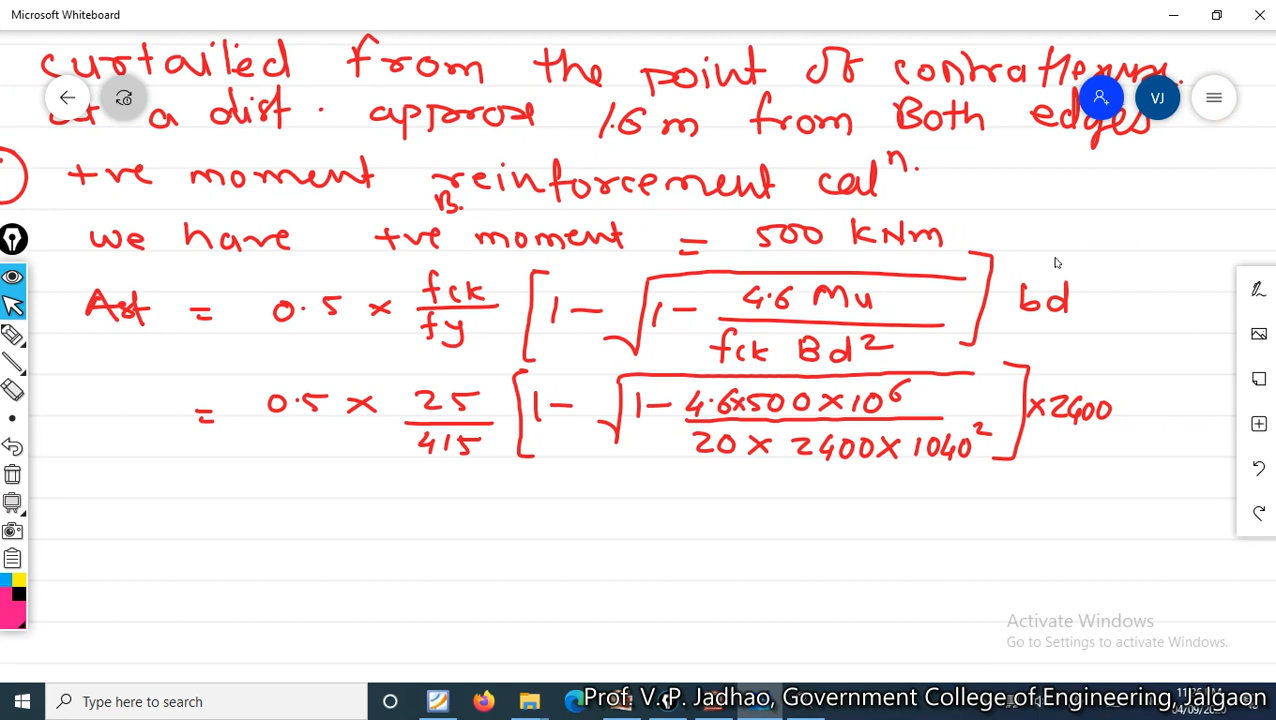 Microsoft Whiteboard
curtailed from the point of contraflexure.
at a dist. approx 1.6 m from Both edges
+ve moment reinforcement cal^n.
B.
we have +ve moment = 500 kNm
Ast = 0.5 × fck/fy [1 - √(1 - 4.6 Mu / fck Bd²)] bd
= 0.5 × 25/415 [1 - √(1 - 4.6×500×10⁶ / 20 × 2400 × 1040²)] × 2400
VJ
Activate Windows
Go to Settings to activate Windows.
Type here to search
Prof. V. P. Jadhao, Government College of Engineering, Jalgaon